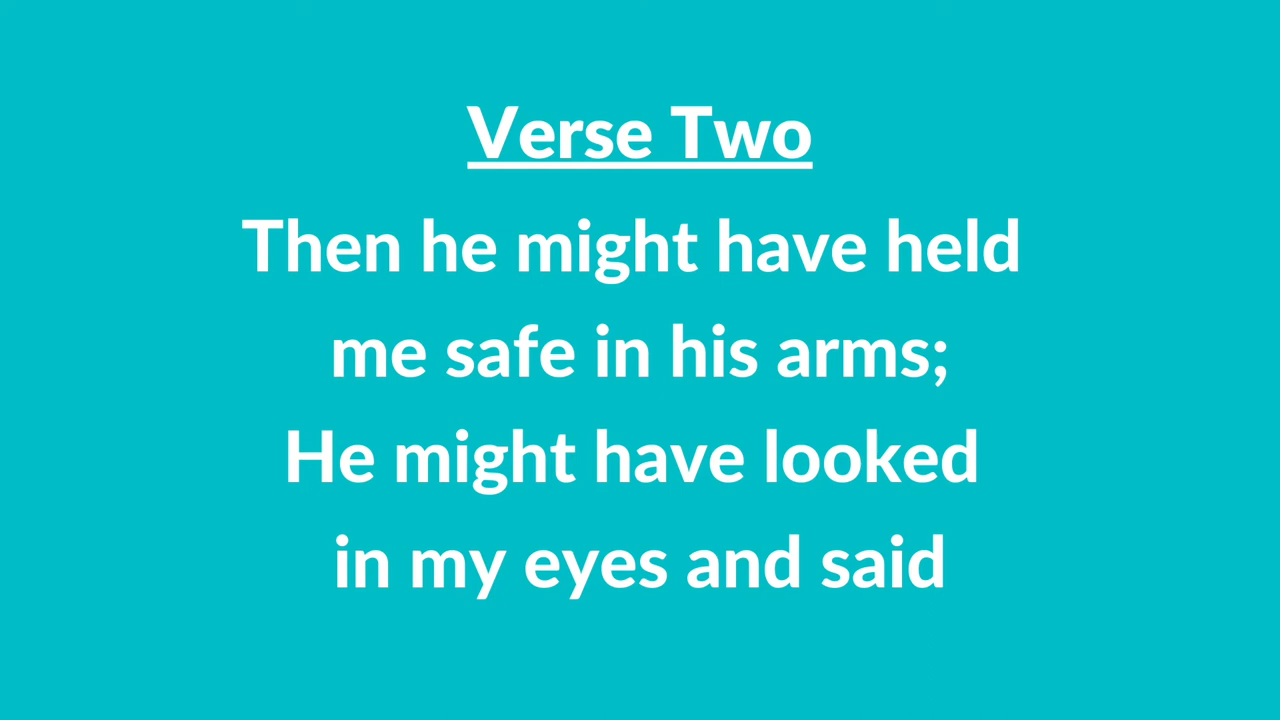 Verse Two
Then he might have held
me safe in his arms;
He might have looked
in my eyes and said